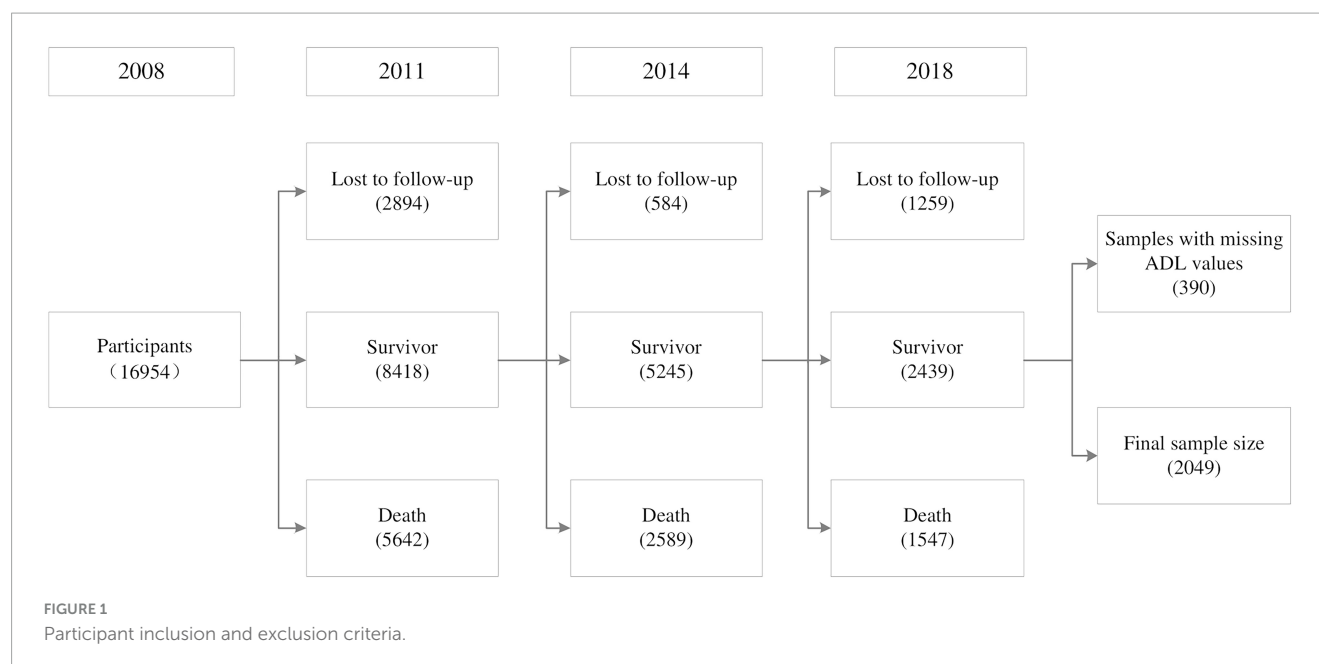 2008
2011
2014
2018
Lost to follow-up
(2894)
Lost to follow-up
(584)
Lost to follow-up
(1259)
Samples with missing
ADL values
(390)
Participants
（16954）
Survivor
(8418)
Survivor
(5245)
Survivor
(2439)
Final sample size
(2049)
Death
(5642)
Death
(2589)
Death
(1547)
FIGURE 1
Participant inclusion and exclusion criteria.